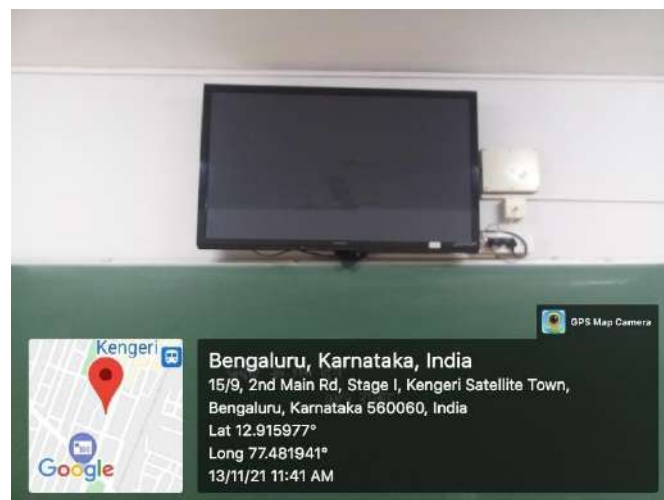 GPS Map Camera
Kengeri
Google
Bengaluru, Karnataka, India
15/9, 2nd Main Rd, Stage I, Kengeri Satellite Town,
Bengaluru, Karnataka 560060, India
Lat 12.915977°
Long 77.481941°
13/11/21 11:41 AM